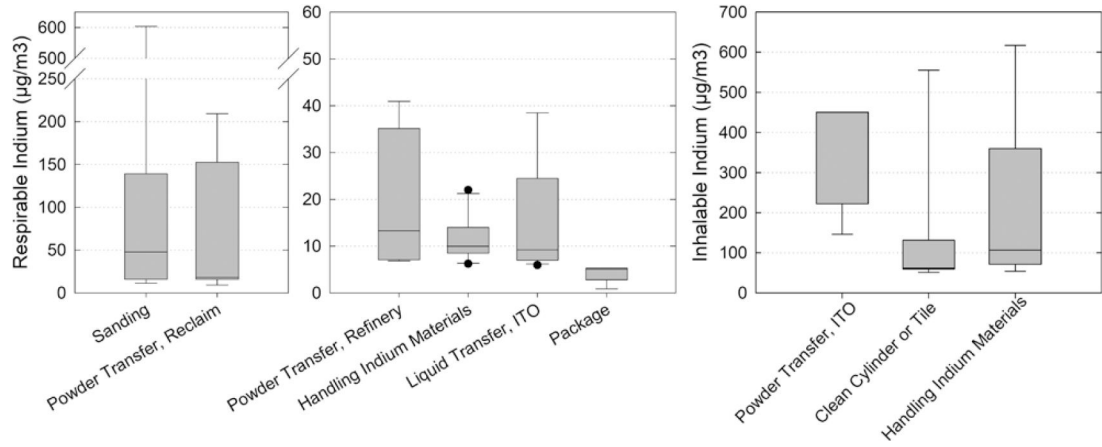 Respirable Indium (µg/m3)
600
500
250
200
150
100
50
0
Sanding
Powder Transfer, Reclaim
60
50
40
30
20
10
0
Powder Transfer, Refinery
Handling Indium Materials
Liquid Transfer, ITO
Package
Inhalable Indium (µg/m3)
700
600
500
400
300
200
100
0
Powder Transfer, ITO
Clean Cylinder or Tile
Handling Indium Materials